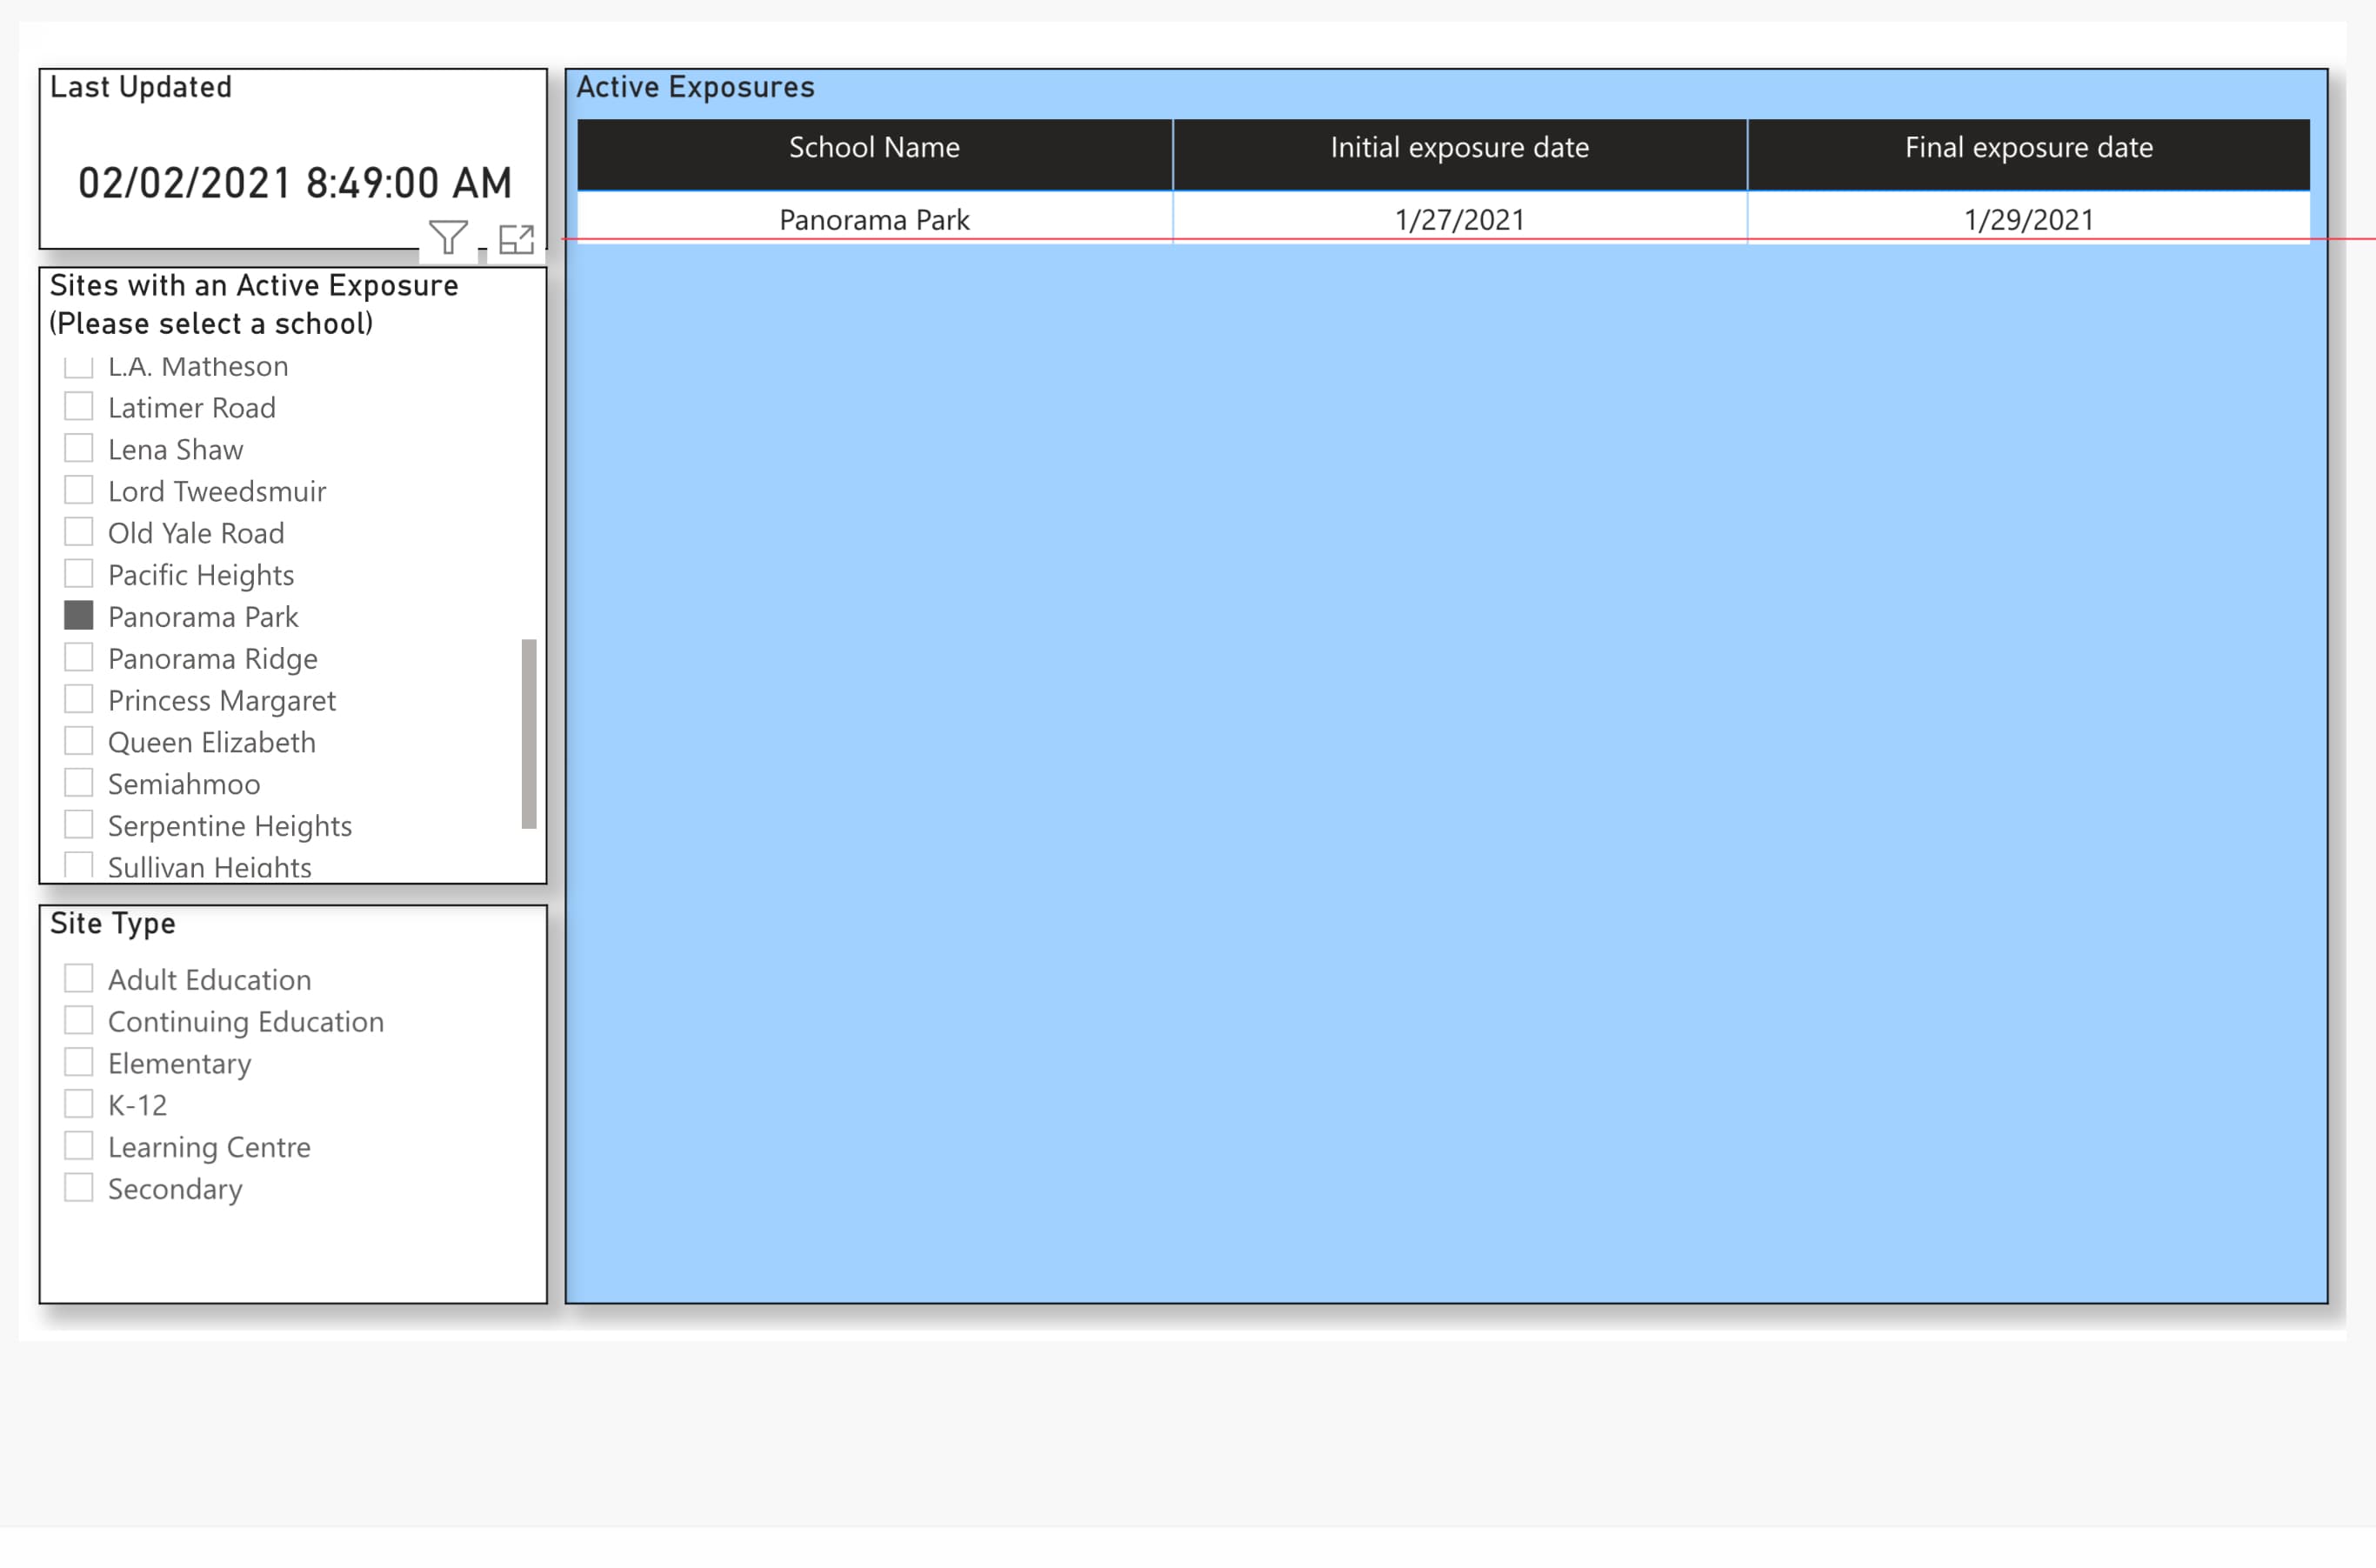 Last Updated
02/02/2021 8:49:00 AM
Sites with an Active Exposure
(Please select a school)
L.A. Matheson
Latimer Road
Lena Shaw
Lord Tweedsmuir
Old Yale Road
Pacific Heights
Panorama Park
Panorama Ridge
Princess Margaret
Queen Elizabeth
Semiahmoo
Serpentine Heights
Sullivan Heights
Site Type
Adult Education
Continuing Education
Elementary
K-12
Learning Centre
Secondary
Active Exposures
School Name Initial exposure date Final exposure date
Panorama Park 1/27/2021 1/29/2021